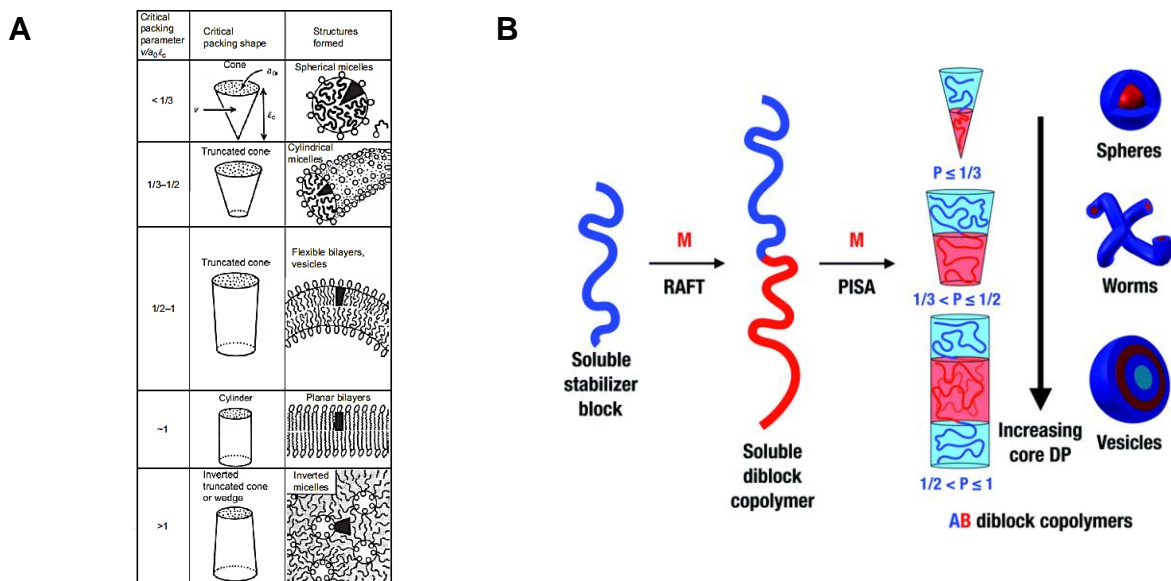 A
Critical
packing
parameter
v/a₀ℓc
Critical
packing shape
Structures
formed
< 1/3
Cone
a₀
v
ℓc
Spherical micelles
1/3–1/2
Truncated cone
Cylindrical
micelles
1/2–1
Truncated cone
Flexible bilayers,
vesicles
~1
Cylinder
Planar bilayers
>1
Inverted
truncated cone
or wedge
Inverted
micelles
B
Soluble
stabilizer
block
M
RAFT
Soluble
diblock
copolymer
M
PISA
P ≤ 1/3
1/3 < P ≤ 1/2
1/2 < P ≤ 1
Increasing
core DP
Spheres
Worms
Vesicles
AB diblock copolymers